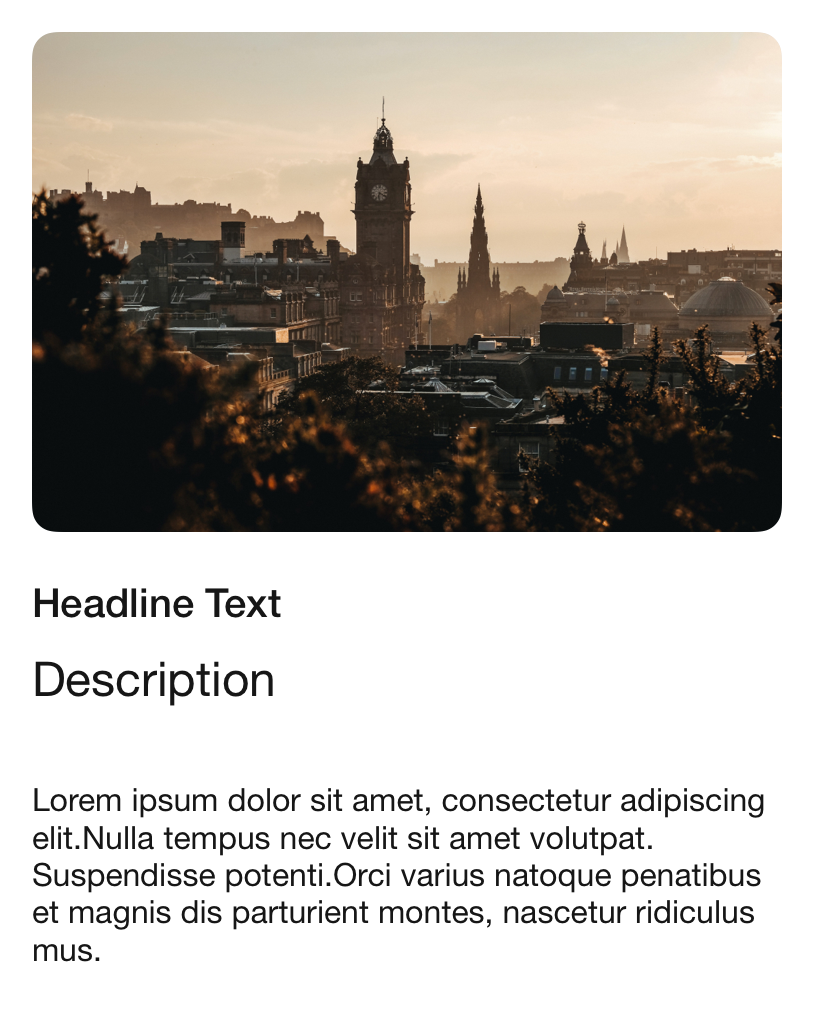 Headline Text
Description
Lorem ipsum dolor sit amet, consectetur adipiscing
elit.Nulla tempus nec velit sit amet volutpat.
Suspendisse potenti.Orci varius natoque penatibus
et magnis dis parturient montes, nascetur ridiculus
mus.